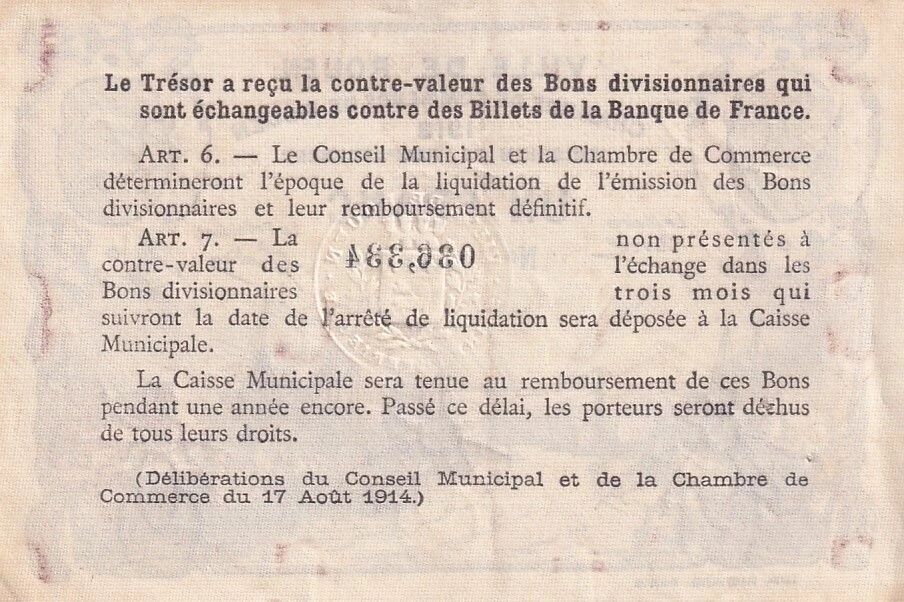 Le Trésor a reçu la contre-valeur des Bons divisionnaires qui
sont échangeables contre des Billets de la Banque de France.
ART. 6. — Le Conseil Municipal et la Chambre de Commerce
détermineront l'époque de la liquidation de l'émission des Bons
divisionnaires et leur remboursement définitif.
ART. 7. — La non présentés à
contre-valeur des 036,334 l'échange dans les
Bons divisionnaires trois mois qui
suivront la date de l'arrêté de liquidation sera déposée à la Caisse
Municipale.
La Caisse Municipale sera tenue au remboursement de ces Bons
pendant une année encore. Passé ce délai, les porteurs seront déchus
de tous leurs droits.
(Délibérations du Conseil Municipal et de la Chambre de
Commerce du 17 Août 1914.)